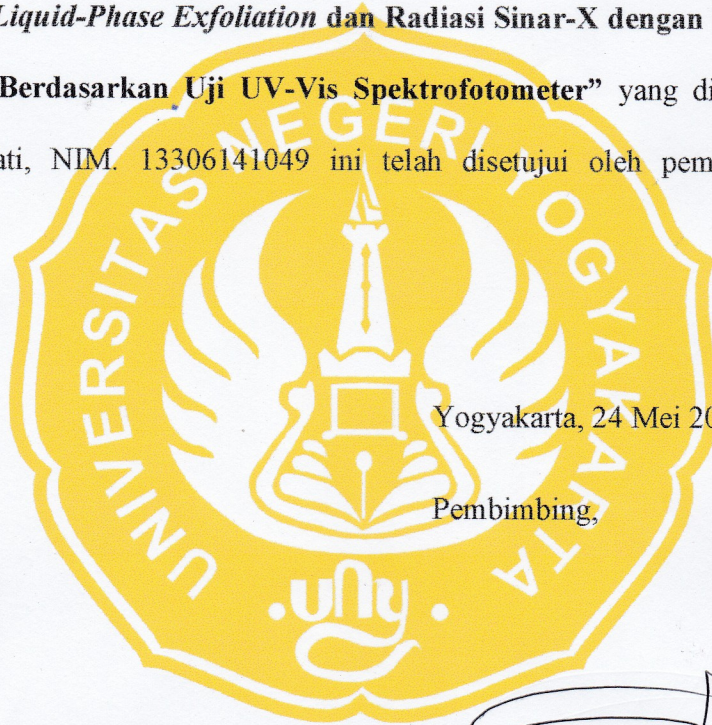 Liquid-Phase Exfoliation dan Radiasi Sinar-X dengan
Berdasarkan Uji UV-Vis Spektrofotometer” yang di
ati, NIM. 13306141049 ini telah disetujui oleh pem
UNIVERSITAS NEGERI YOGYAKARTA
Yogyakarta, 24 Mei 20
Pembimbing,
.uny.